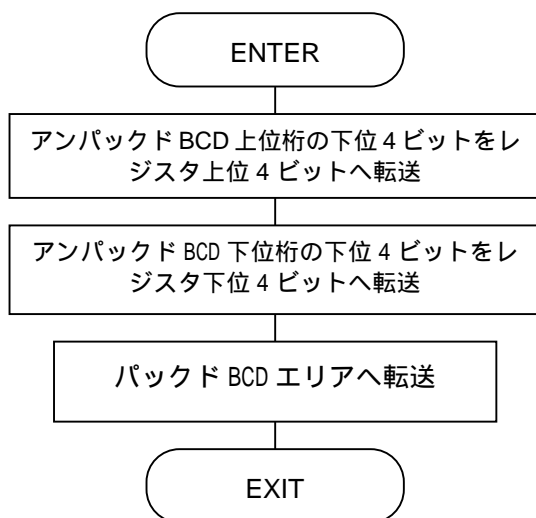 ENTER
アンパックド BCD 上位桁の下位 4 ビットをレ
ジスタ上位 4 ビットへ転送
アンパックド BCD 下位桁の下位 4 ビットをレ
ジスタ下位 4 ビットへ転送
パックド BCD エリアへ転送
EXIT